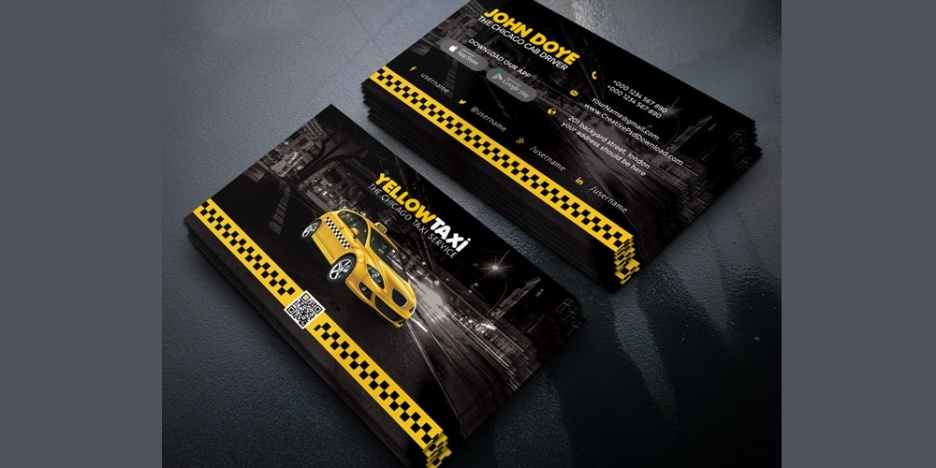 JOHN DOYE
THE CHICAGO CAB DRIVER
DOWNLOAD OUR APP
App Store
Google play
username
@username
/username
/username
+000 1234 567 890
+000 1234 567 890
YourName@gmail.com
www.CreativePsdDownload.com
201 backyard street, london
your address should be here
YELLOWTAXi
THE CHICAGO TAXI SERVICE